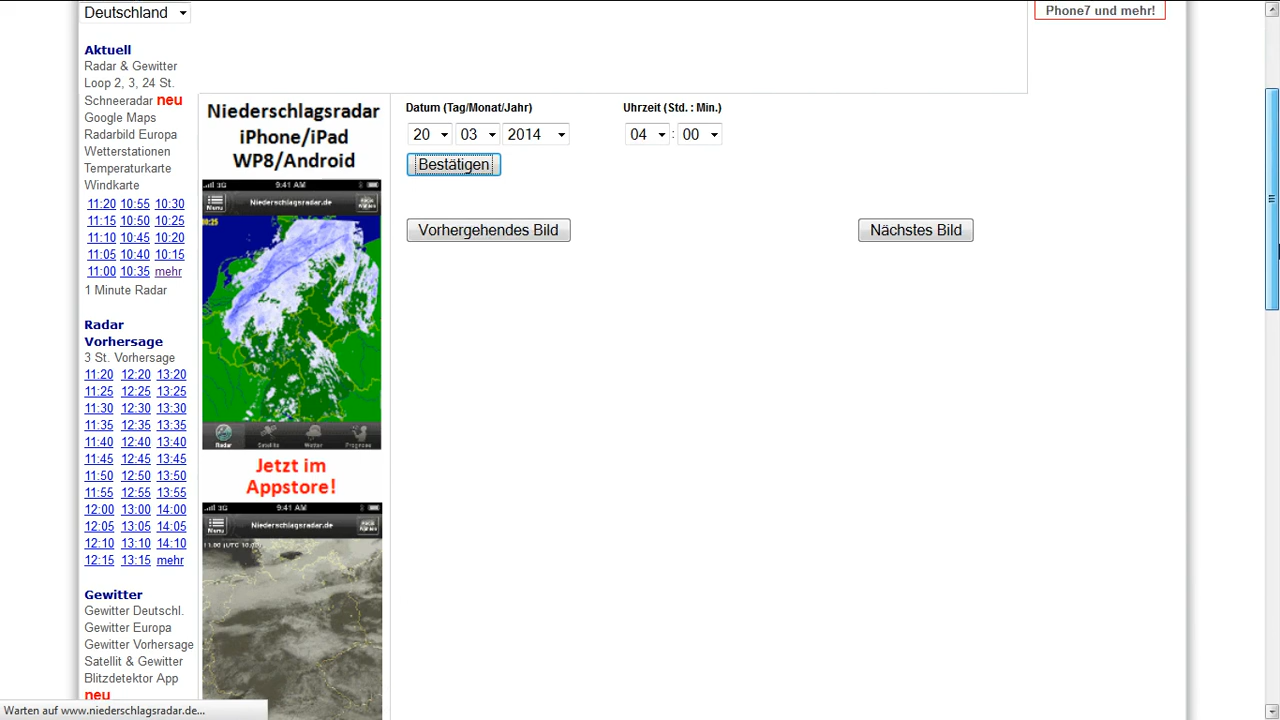 Deutschland
Phone7 und mehr!
Aktuell
Radar & Gewitter
Loop 2, 3, 24 St.
Schneeradar neu
Google Maps
Radarbild Europa
Wetterstationen
Temperaturkarte
Windkarte
11:20 10:55 10:30
11:15 10:50 10:25
11:10 10:45 10:20
11:05 10:40 10:15
11:00 10:35 mehr
1 Minute Radar
Radar
Vorhersage
3 St. Vorhersage
11:20 12:20 13:20
11:25 12:25 13:25
11:30 12:30 13:30
11:35 12:35 13:35
11:40 12:40 13:40
11:45 12:45 13:45
11:50 12:50 13:50
11:55 12:55 13:55
12:00 13:00 14:00
12:05 13:05 14:05
12:10 13:10 14:10
12:15 13:15 mehr
Gewitter
Gewitter Deutschl.
Gewitter Europa
Gewitter Vorhersage
Satellit & Gewitter
Blitzdetektor App
neu
Niederschlagsradar
iPhone/iPad
WP8/Android
3G 9:41 AM
Menu Niederschlagsradar.de
Radar Satellit Wetter Prognose
Jetzt im
Appstore!
3G 9:41 AM
Menu Niederschlagsradar.de
Datum (Tag/Monat/Jahr) Uhrzeit (Std. : Min.)
20 03 2014 04 : 00
Bestätigen
Vorhergehendes Bild Nächstes Bild
Warten auf www.niederschlagsradar.de...